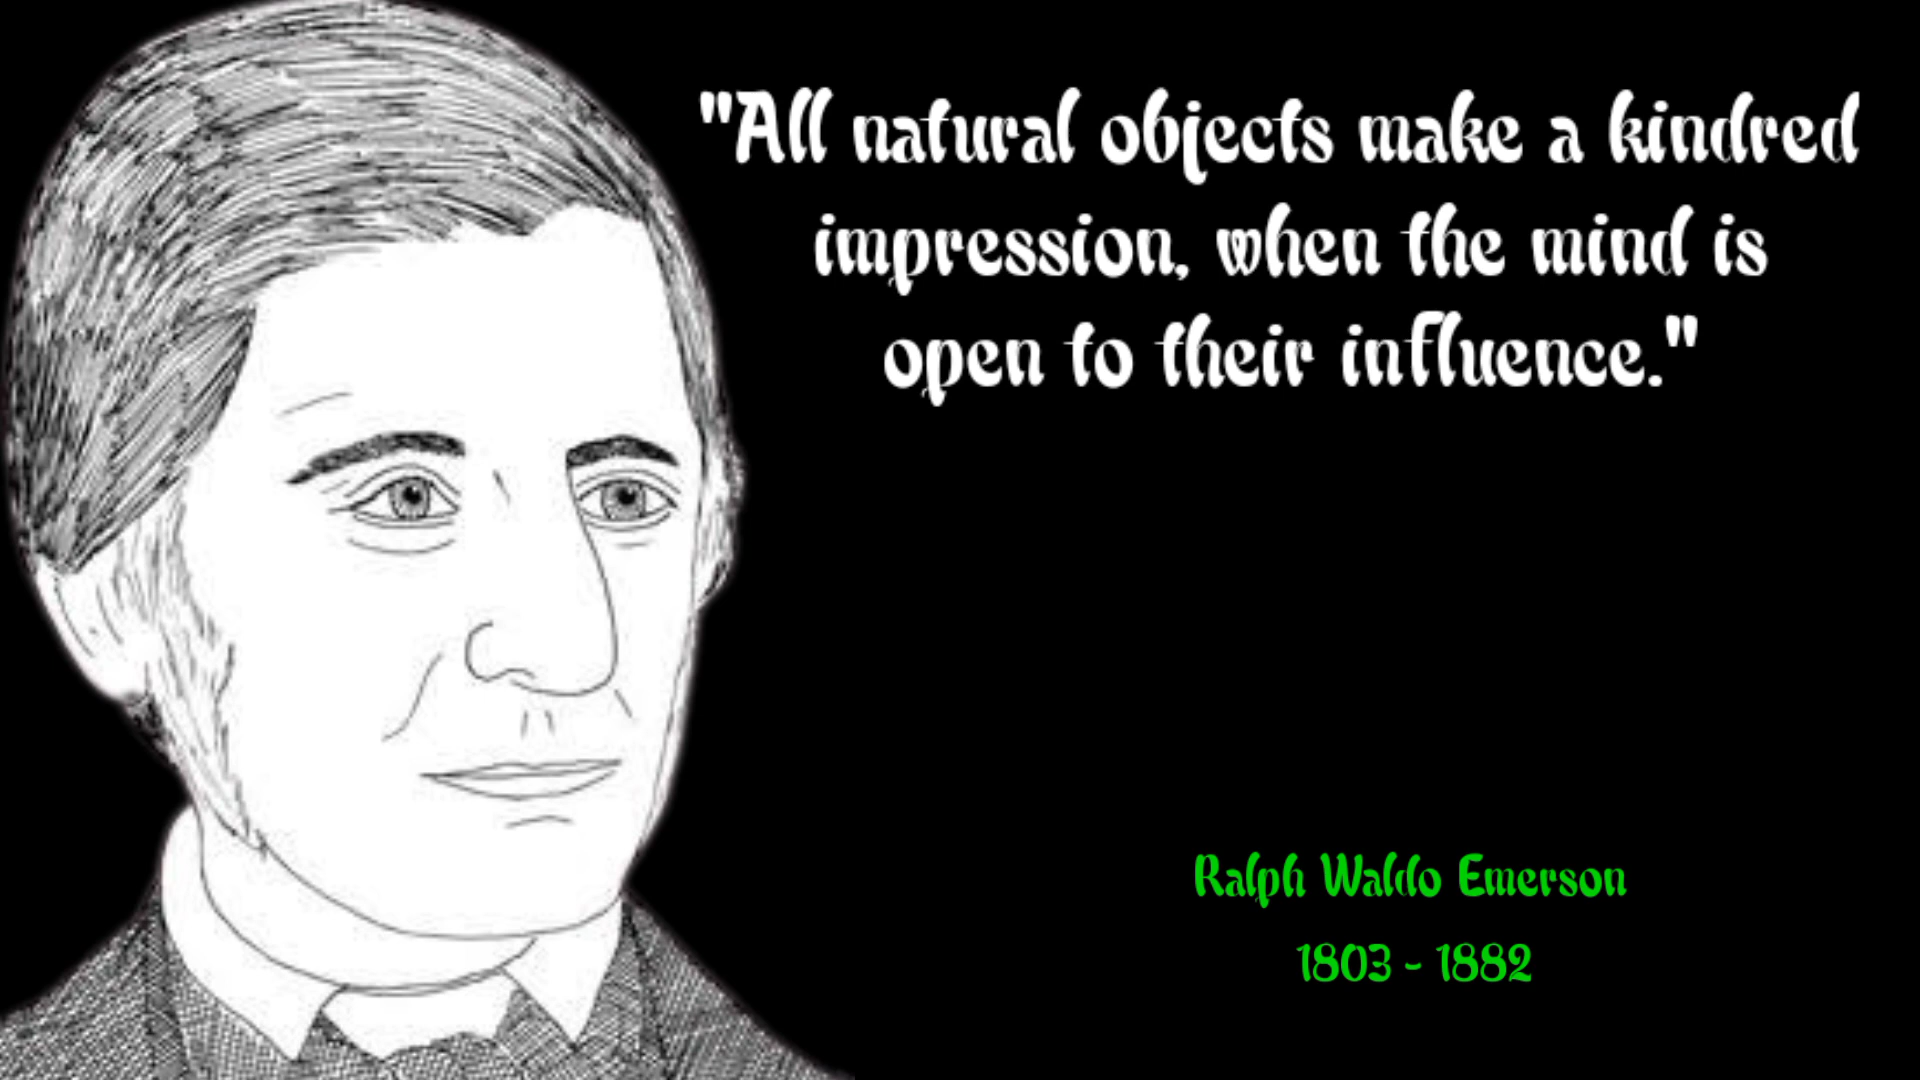 "All natural objects make a kindred
impression, when the mind is
open to their influence."
Ralph Waldo Emerson
1803 - 1882